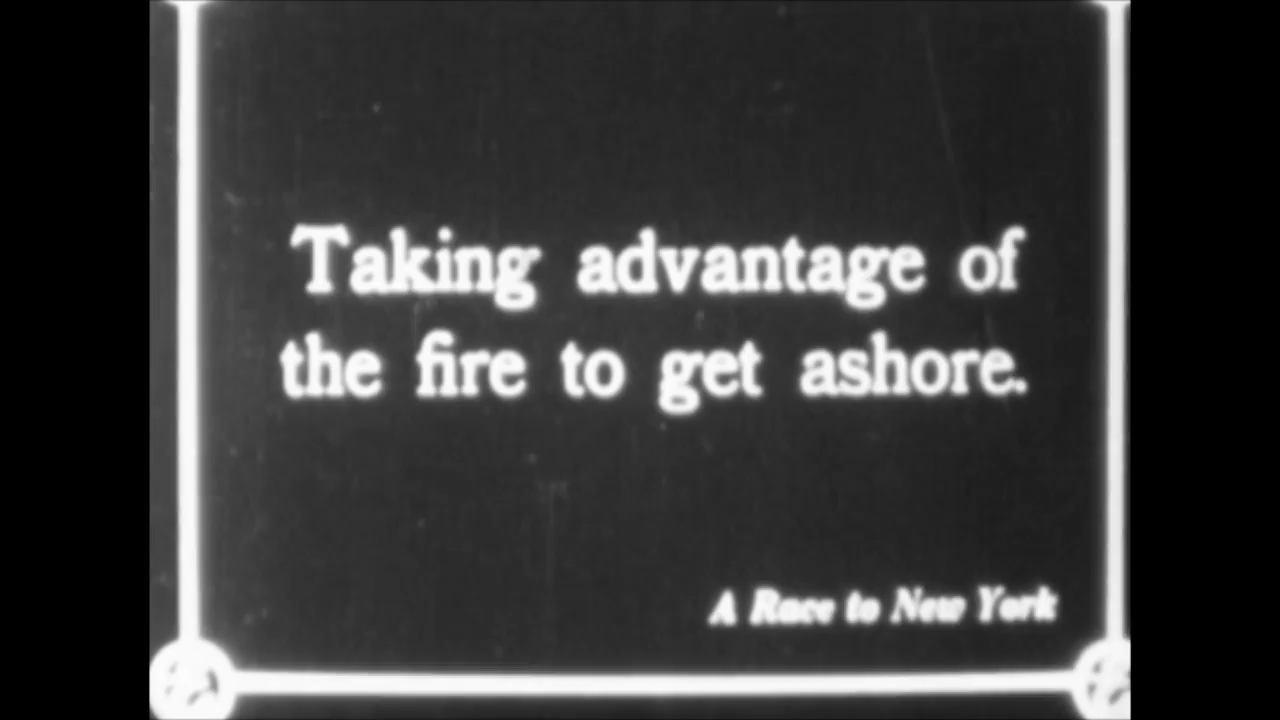 Taking advantage of
the fire to get ashore.
A Race to New York